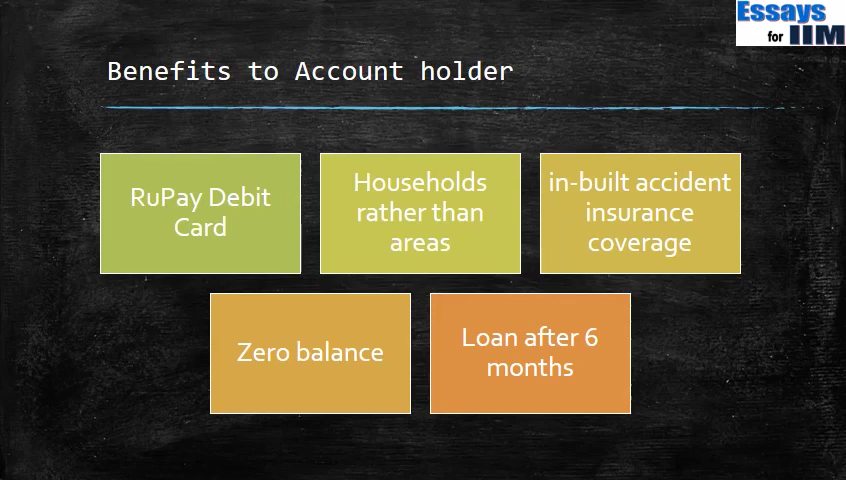 Essays
for IIM
Benefits to Account holder
RuPay Debit
Card
Households
rather than
areas
in-built accident
insurance
coverage
Zero balance
Loan after 6
months